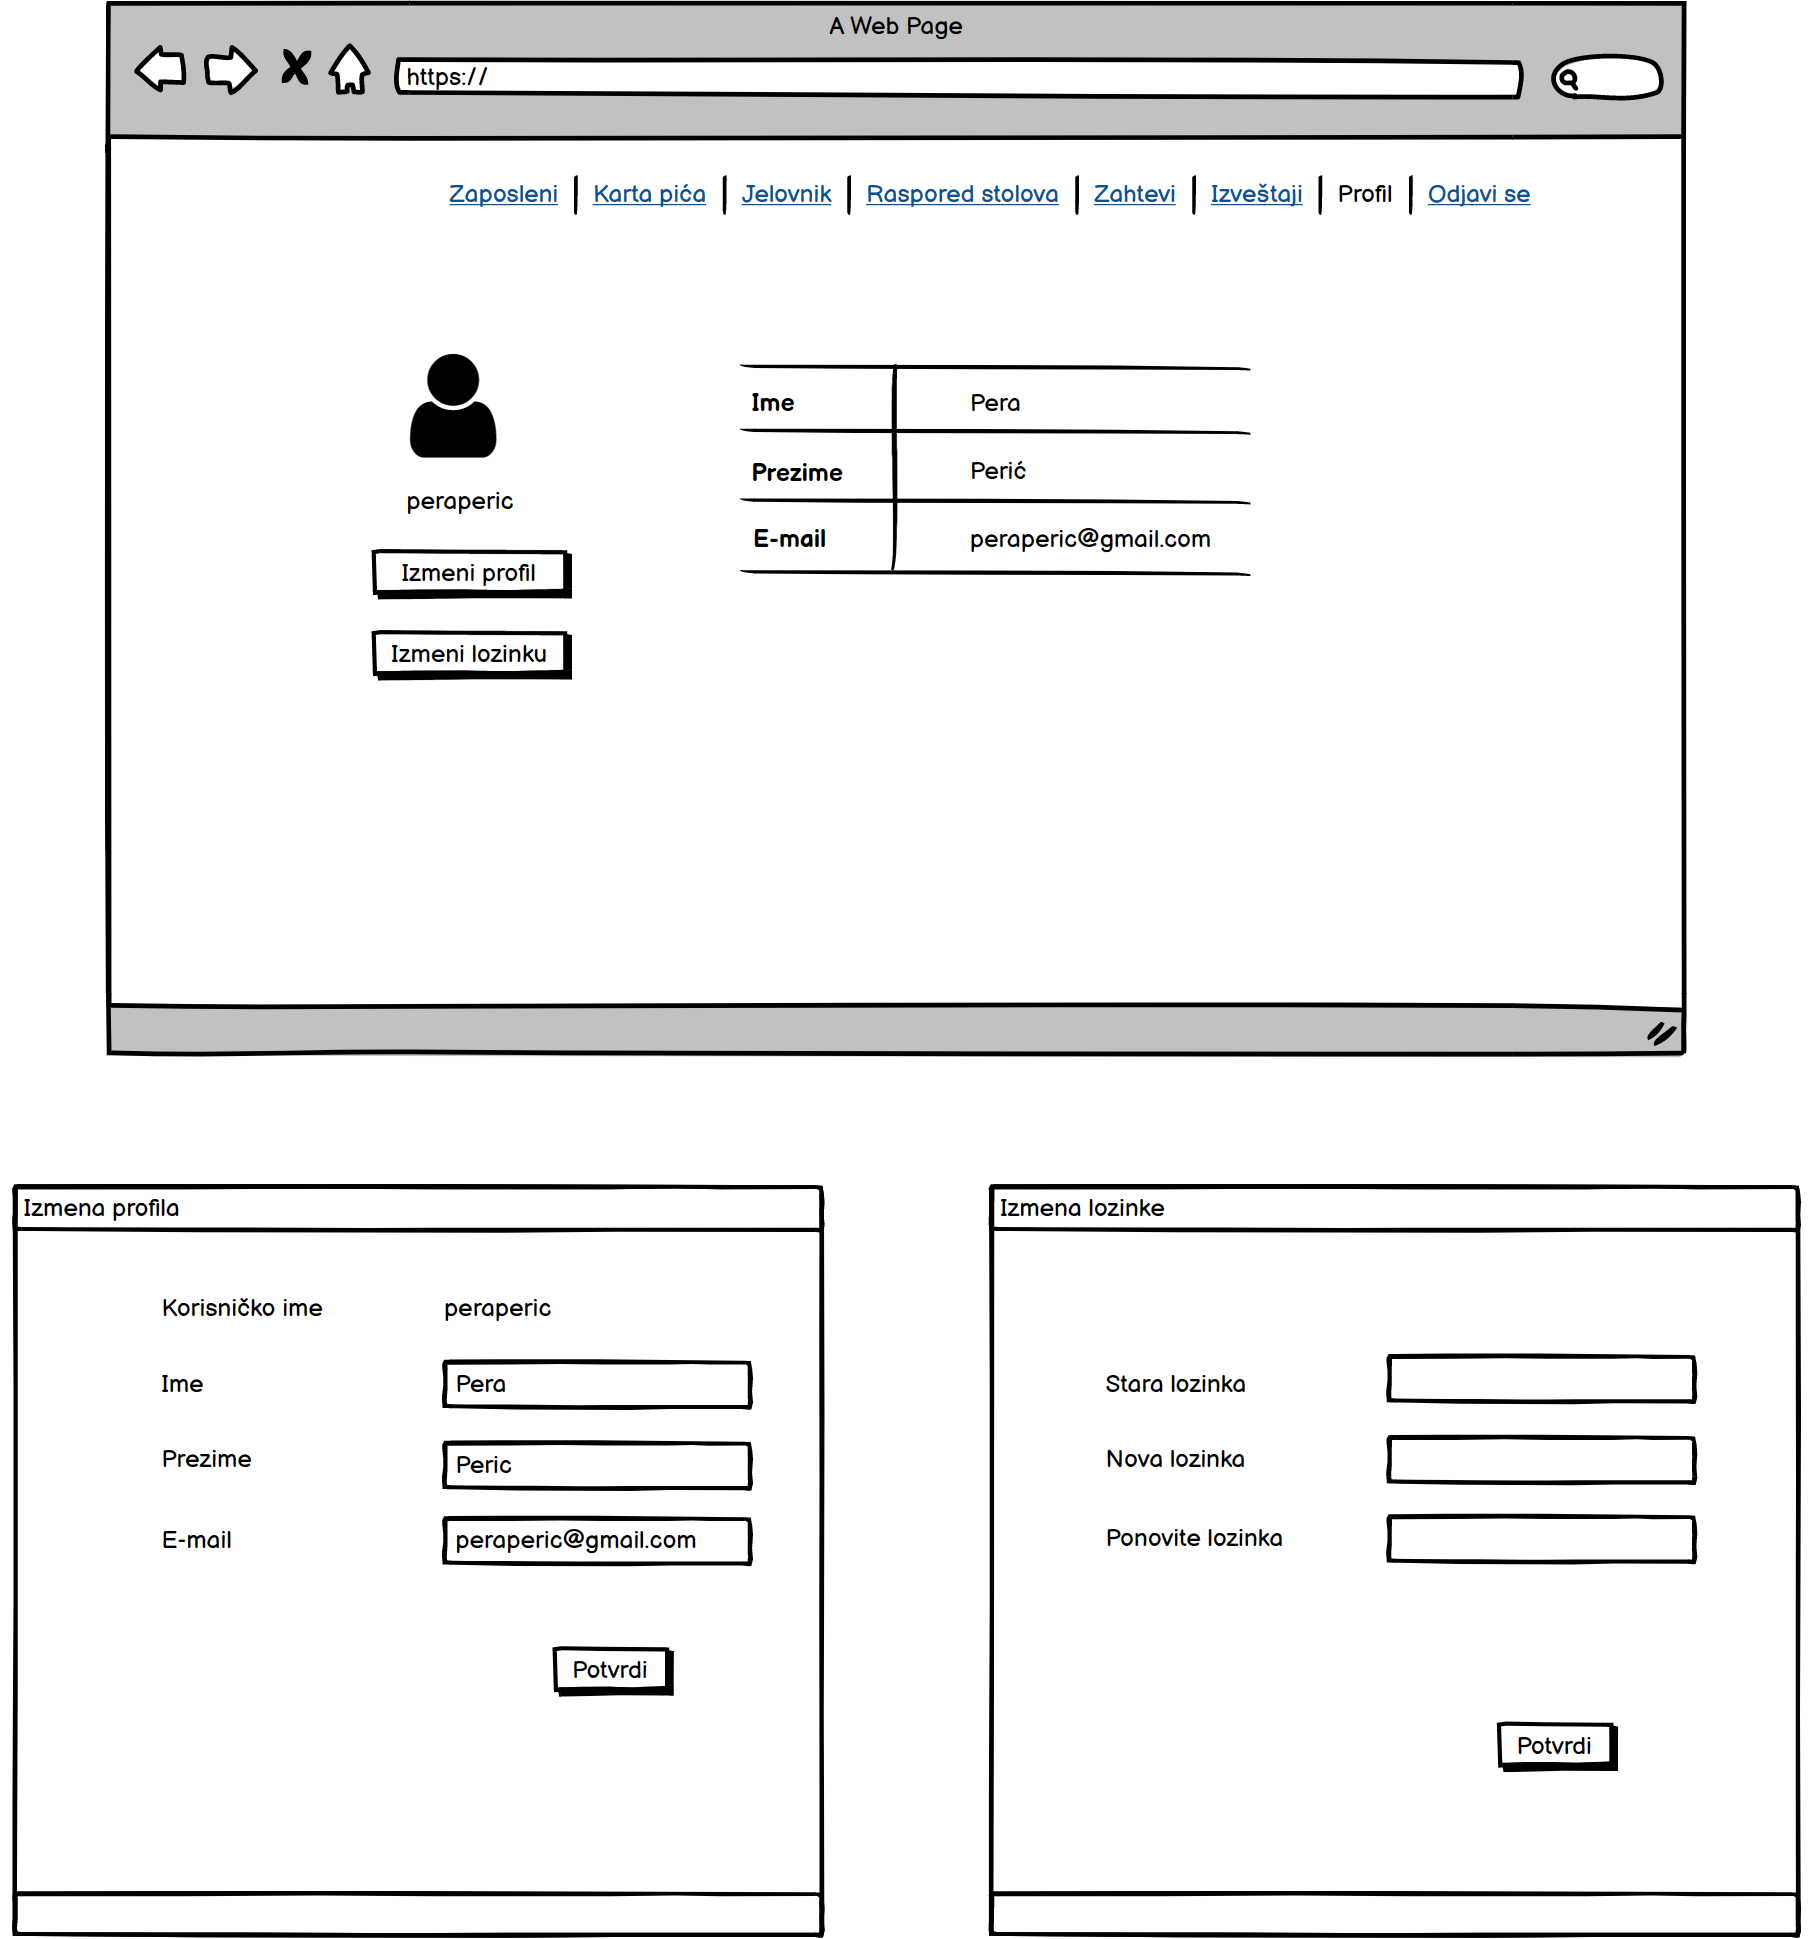 A Web Page
https://
Zaposleni Karta pića Jelovnik Raspored stolova Zahtevi Izveštaji Profil Odjavi se
Ime Pera
Prezime Perić
E-mail peraperic@gmail.com
peraperic
Izmeni profil
Izmeni lozinku
Izmena profila
Korisničko ime peraperic
Ime Pera
Prezime Peric
E-mail peraperic@gmail.com
Potvrdi
Izmena lozinke
Stara lozinka
Nova lozinka
Ponovite lozinka
Potvrdi